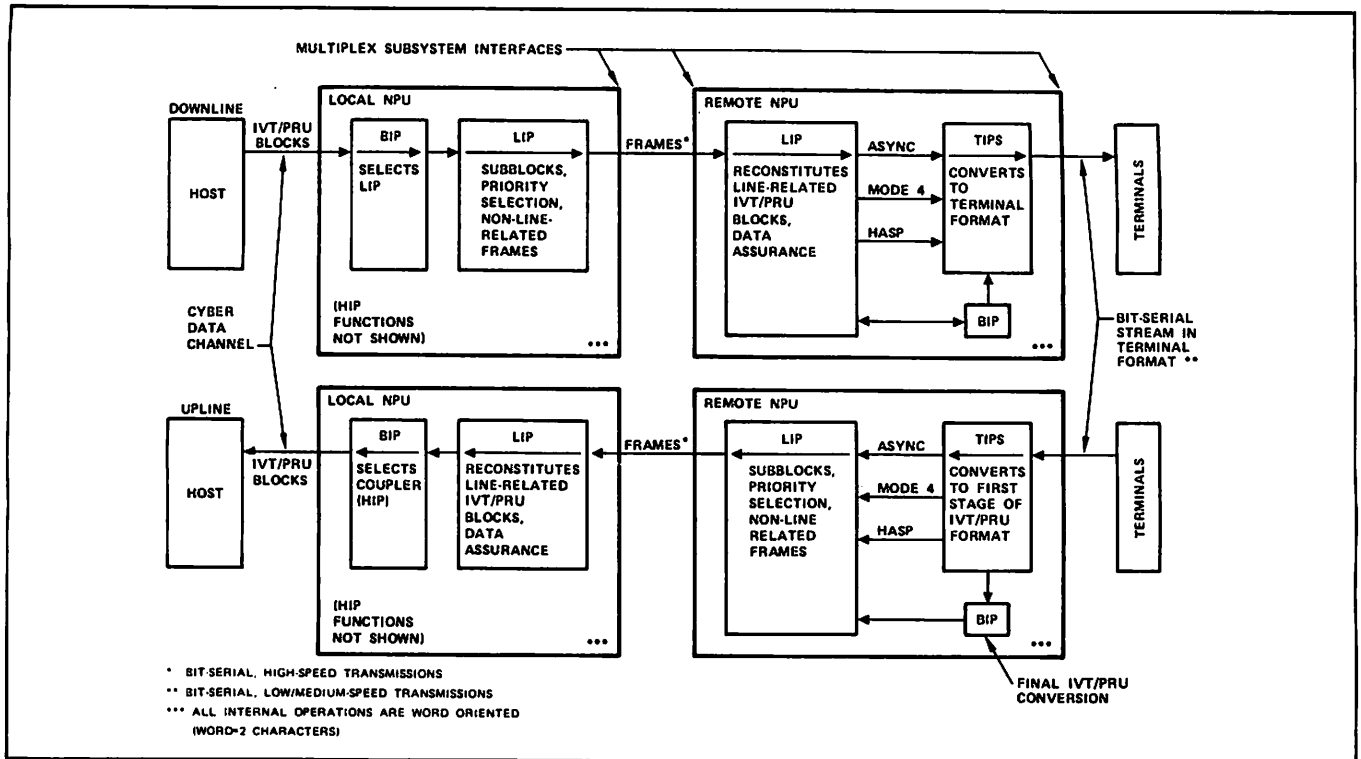 MULTIPLEX SUBSYSTEM INTERFACES
DOWNLINE
HOST
IVT/PRU
BLOCKS
LOCAL NPU
BIP
SELECTS
LIP
LIP
SUBBLOCKS,
PRIORITY
SELECTION,
NON-LINE-
RELATED
FRAMES
(HIP
FUNCTIONS
NOT SHOWN)
***
FRAMES*
REMOTE NPU
LIP
RECONSTITUTES
LINE-RELATED
IVT/PRU
BLOCKS,
DATA
ASSURANCE
ASYNC
MODE 4
HASP
TIPS
CONVERTS
TO
TERMINAL
FORMAT
BIP
***
TERMINALS
CYBER
DATA
CHANNEL
BIT-SERIAL
STREAM IN
TERMINAL
FORMAT **
UPLINE
HOST
IVT/PRU
BLOCKS
LOCAL NPU
BIP
SELECTS
COUPLER
(HIP)
LIP
RECONSTITUTES
LINE-RELATED
IVT/PRU
BLOCKS,
DATA
ASSURANCE
(HIP
FUNCTIONS
NOT SHOWN)
***
FRAMES*
REMOTE NPU
LIP
SUBBLOCKS,
PRIORITY
SELECTION,
NON-LINE
RELATED
FRAMES
ASYNC
MODE 4
HASP
TIPS
CONVERTS
TO FIRST
STAGE OF
IVT/PRU
FORMAT
BIP
***
TERMINALS
FINAL IVT/PRU
CONVERSION
* BIT-SERIAL, HIGH-SPEED TRANSMISSIONS
** BIT-SERIAL, LOW/MEDIUM-SPEED TRANSMISSIONS
*** ALL INTERNAL OPERATIONS ARE WORD ORIENTED
(WORD=2 CHARACTERS)